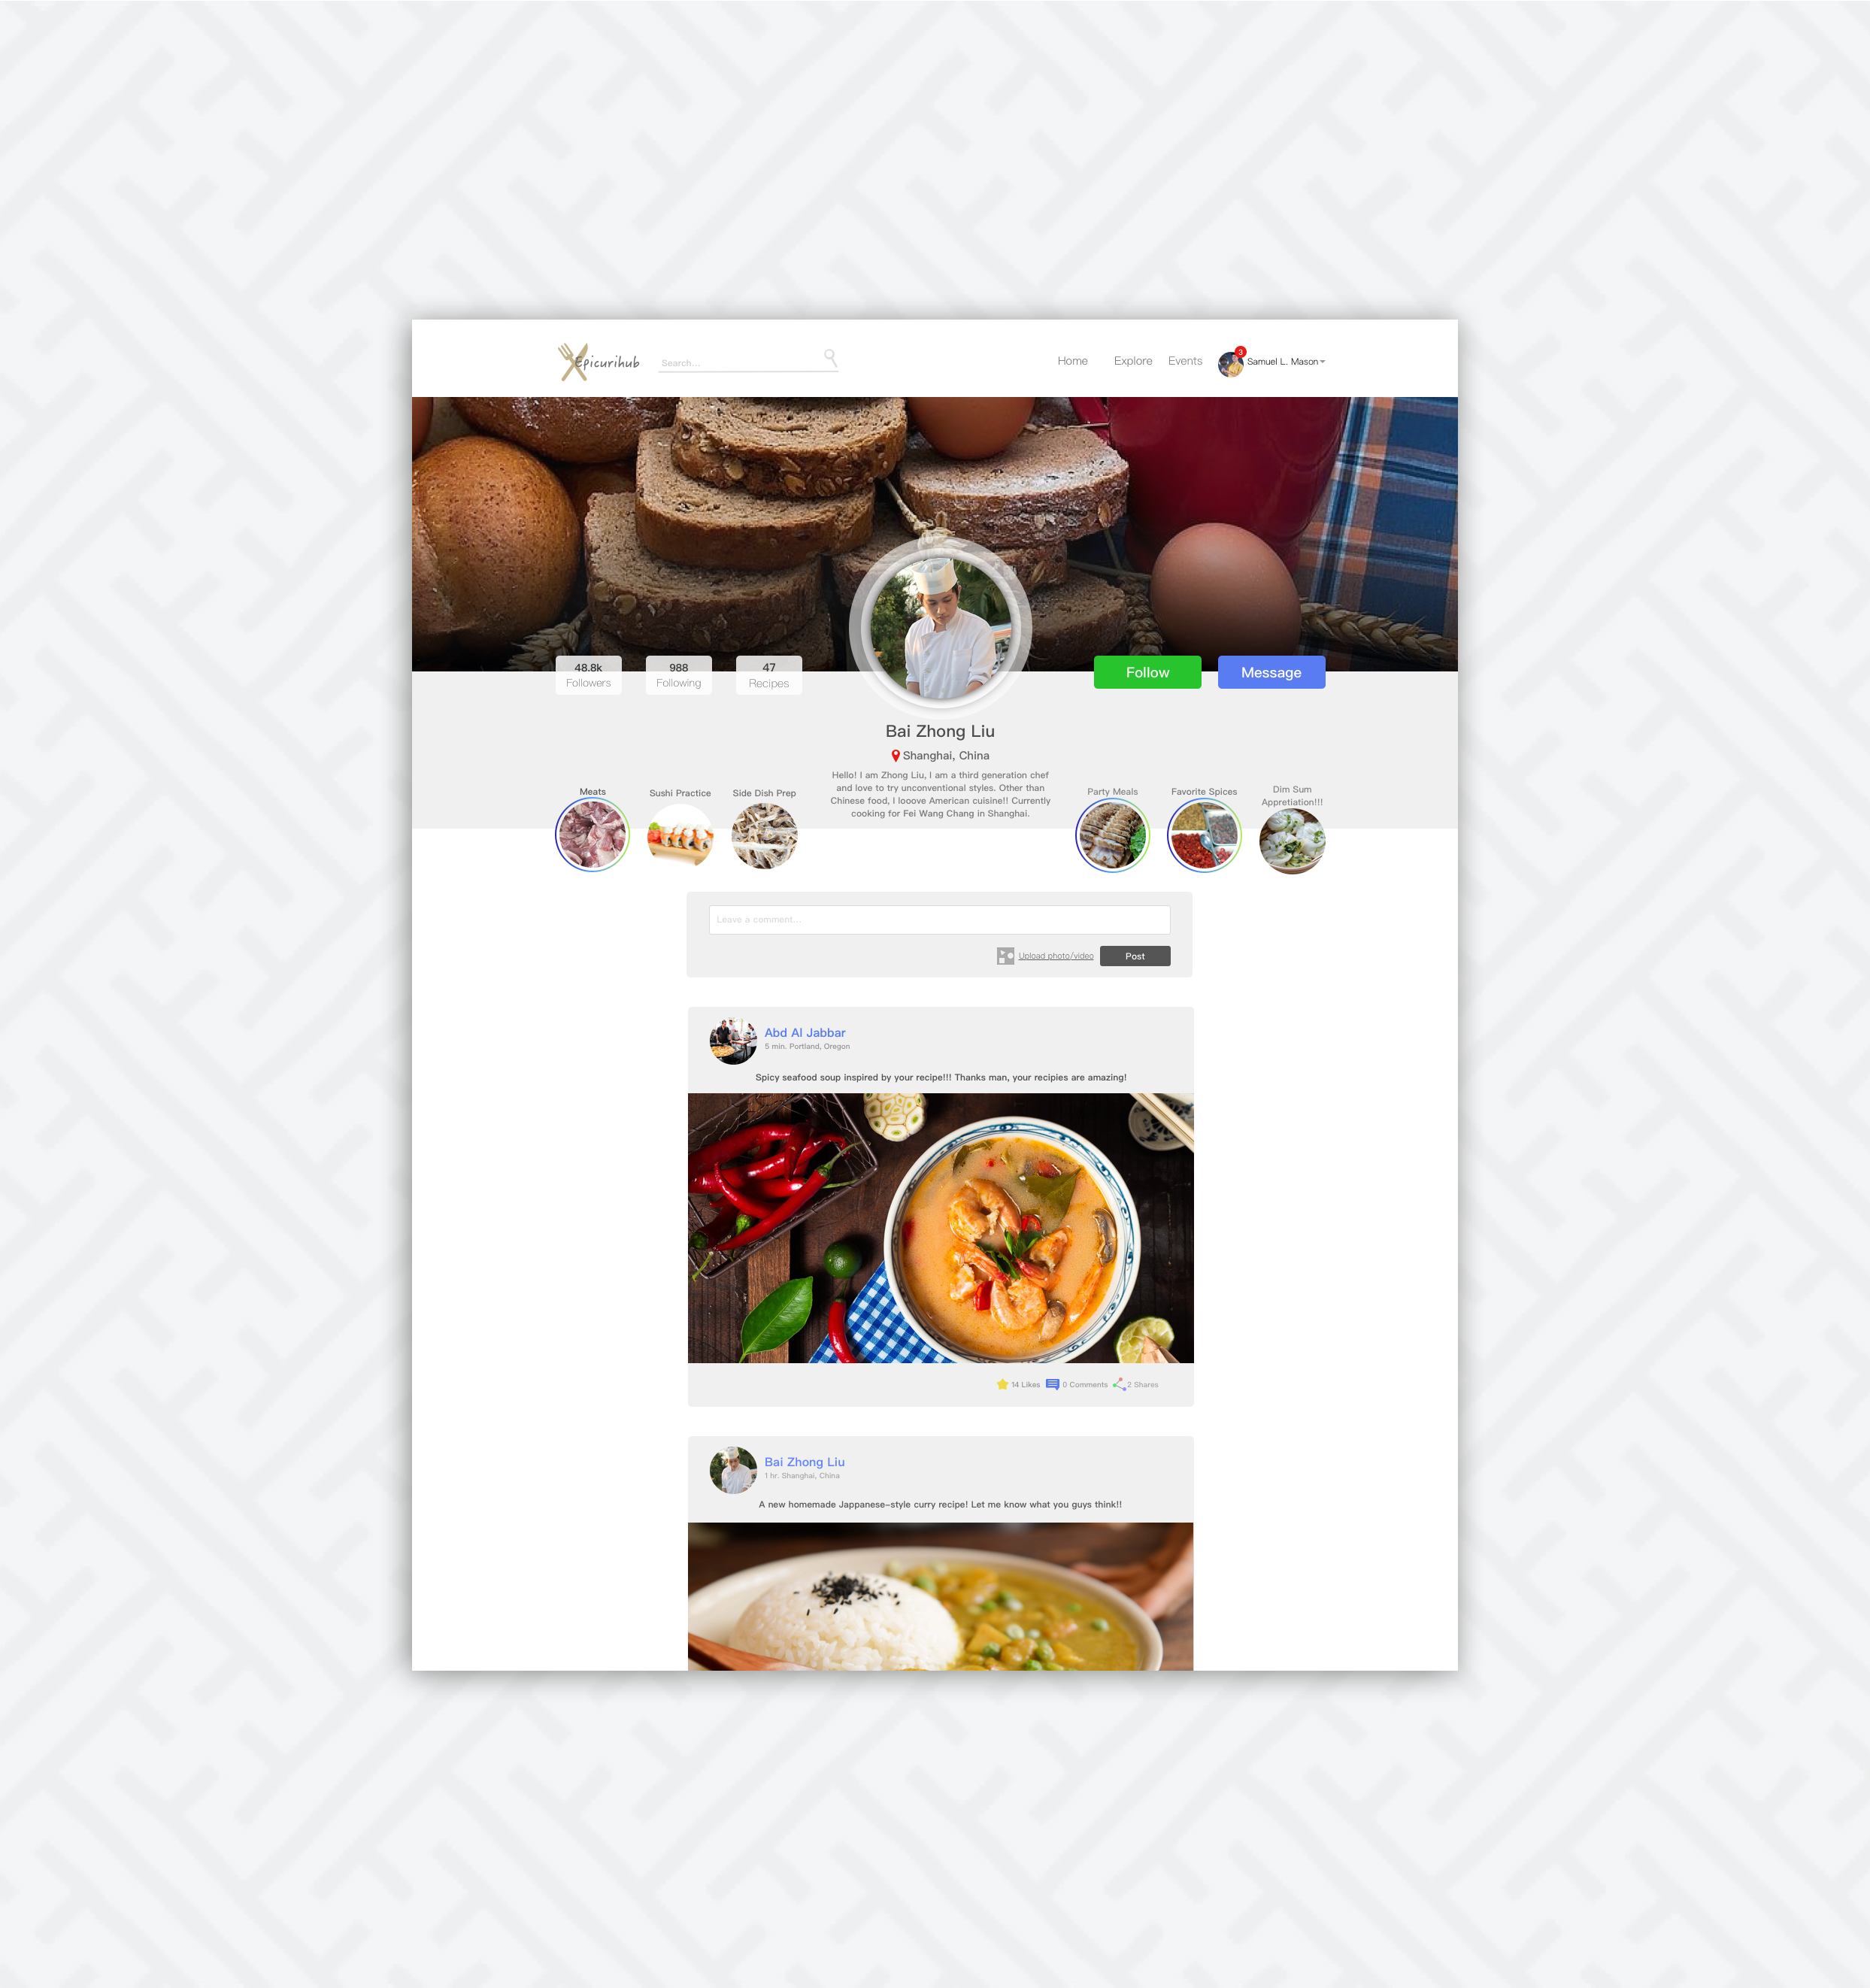 Epicurihub
Search...
Home
Explore
Events
3
Samuel L. Mason
48.8k
Followers
988
Following
47
Recipes
Follow
Message
Bai Zhong Liu
Shanghai, China
Hello! I am Zhong Liu, I am a third generation chef
and love to try unconventional styles. Other than
Chinese food, I looove American cuisine!! Currently
cooking for Fei Wang Chang in Shanghai.
Meats
Sushi Practice
Side Dish Prep
Party Meals
Favorite Spices
Dim Sum
Appretiation!!!
Leave a comment...
Upload photo/video
Post
Abd Al Jabbar
5 min. Portland, Oregon
Spicy seafood soup inspired by your recipe!!! Thanks man, your recipies are amazing!
14 Likes
0 Comments
2 Shares
Bai Zhong Liu
1 hr. Shanghai, China
A new homemade Jappanese-style curry recipe! Let me know what you guys think!!